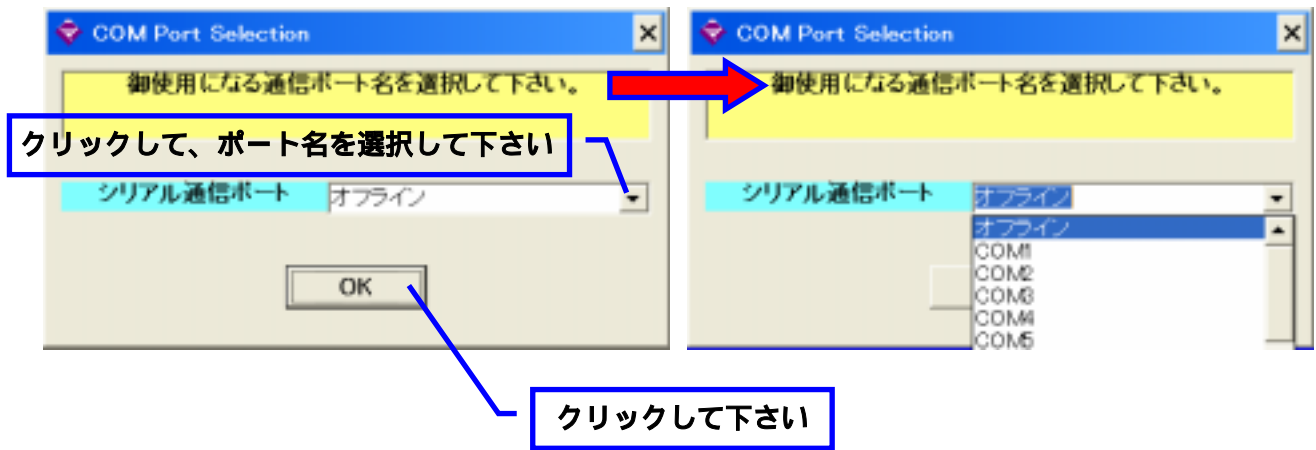 COM Port Selection
御使用になる通信ポート名を選択して下さい。
クリックして、ポート名を選択して下さい
シリアル通信ポート
オフライン
OK
クリックして下さい
COM Port Selection
御使用になる通信ポート名を選択して下さい。
シリアル通信ポート
オフライン
オフライン
COM1
COM2
COM3
COM4
COM5